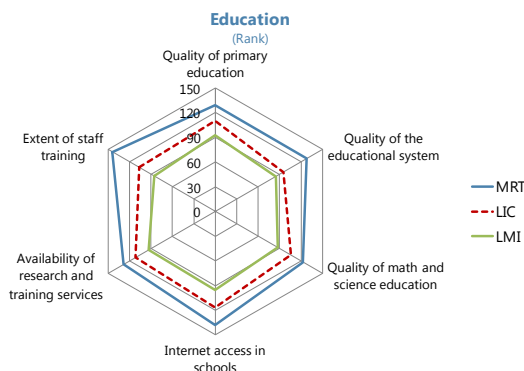 Education
(Rank)
Quality of primary
education
150
120
90
60
30
0
Extent of staff
training
Quality of the
educational system
MRT
LIC
LMI
Availability of
research and
training services
Quality of math and
science education
Internet access in
schools